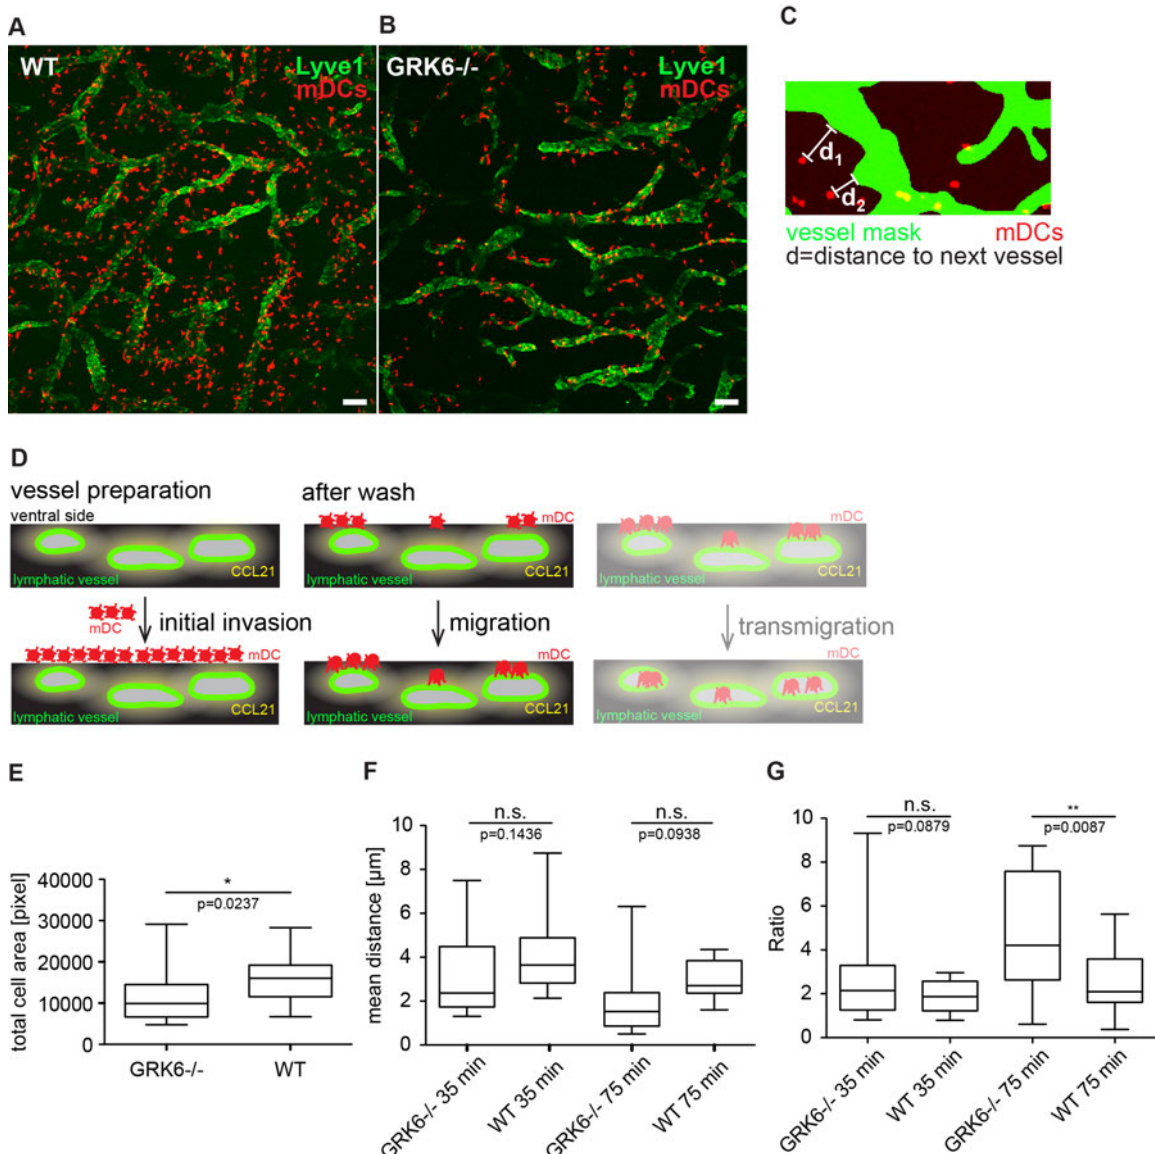 A
B
C
WT
Lyve1
mDCs
GRK6-/-
Lyve1
mDCs
d1
d2
vessel mask mDCs
d=distance to next vessel
D
vessel preparation
ventral side
lymphatic vessel
CCL21
mDC
initial invasion
mDC
lymphatic vessel
CCL21
after wash
mDC
lymphatic vessel
CCL21
migration
mDC
lymphatic vessel
CCL21
mDC
lymphatic vessel
CCL21
transmigration
mDC
lymphatic vessel
CCL21
E
total cell area [pixel]
40000
30000
20000
10000
0
*
p=0.0237
GRK6-/-
WT
F
mean distance [µm]
10
8
6
4
2
0
n.s.
p=0.1436
n.s.
p=0.0938
GRK6-/- 35 min
WT 35 min
GRK6-/- 75 min
WT 75 min
G
Ratio
10
8
6
4
2
0
n.s.
p=0.0879
**
p=0.0087
GRK6-/- 35 min
WT 35 min
GRK6-/- 75 min
WT 75 min